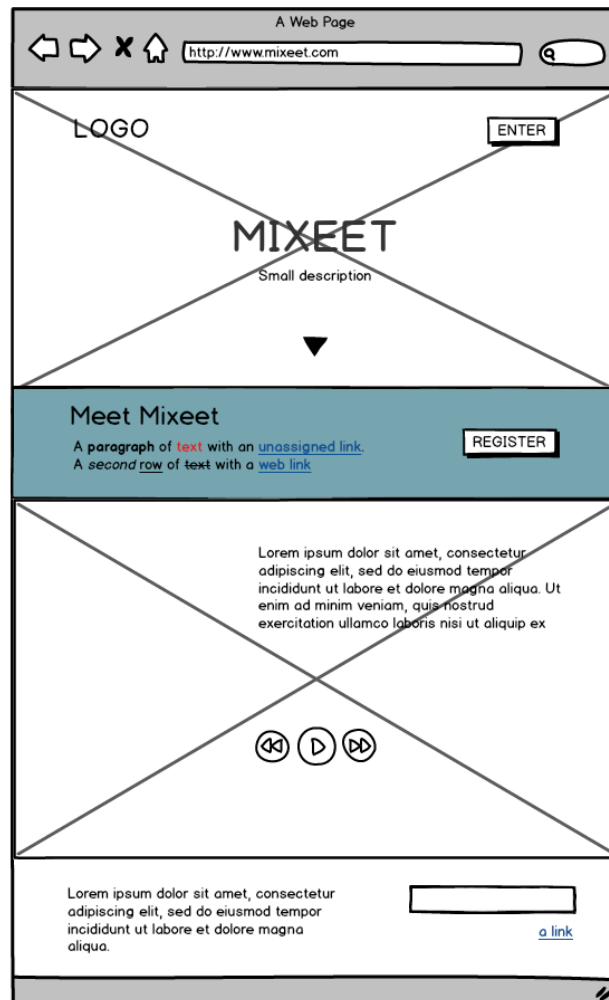 A Web Page
http://www.mixeet.com
LOGO
ENTER
MIXEET
Small description
Meet Mixeet
A paragraph of text with an unassigned link.
A second row of text with a web link
REGISTER
Lorem ipsum dolor sit amet, consectetur
adipiscing elit, sed do eiusmod tempor
incididunt ut labore et dolore magna aliqua. Ut
enim ad minim veniam, quis nostrud
exercitation ullamco laboris nisi ut aliquip ex
Lorem ipsum dolor sit amet, consectetur
adipiscing elit, sed do eiusmod tempor
incididunt ut labore et dolore magna
aliqua.
a link